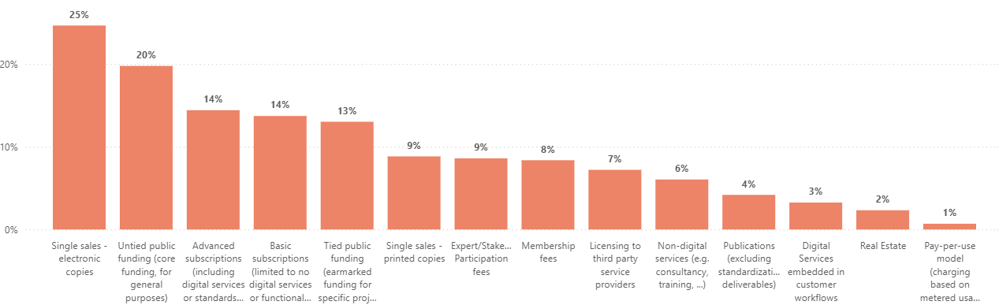 25%
20%
14%
14%
13%
9%
9%
8%
7%
6%
4%
3%
2%
1%
20%
10%
0%
Single sales -
electronic
copies
Untied public
funding (core
funding, for
general
purposes)
Advanced
subscriptions
(including
digital services
or standards...
Basic
subscriptions
(limited to no
digital services
or functional...
Tied public
funding
(earmarked
funding for
specific proj...
Single sales -
printed copies
Expert/Stake...
Participation
fees
Membership
fees
Licensing to
third party
service
providers
Non-digital
services (e.g.
consultancy,
training, ...)
Publications
(excluding
standardizati...
deliverables)
Digital
Services
embedded in
customer
workflows
Real Estate
Pay-per-use
model
(charging
based on
metered usa...